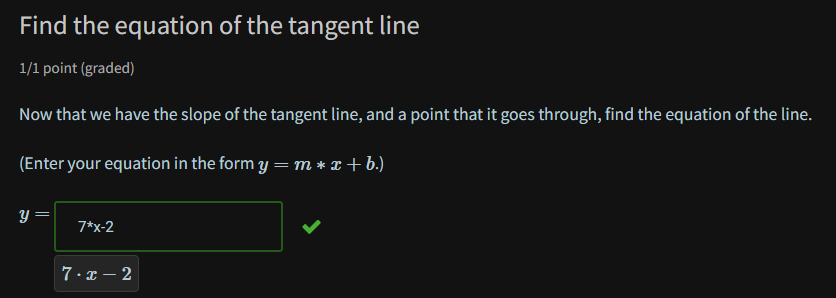 Find the equation of the tangent line
1/1 point (graded)
Now that we have the slope of the tangent line, and a point that it goes through, find the equation of the line.
(Enter your equation in the form y = m * x + b.)
y = 7*x-2
7 · x − 2